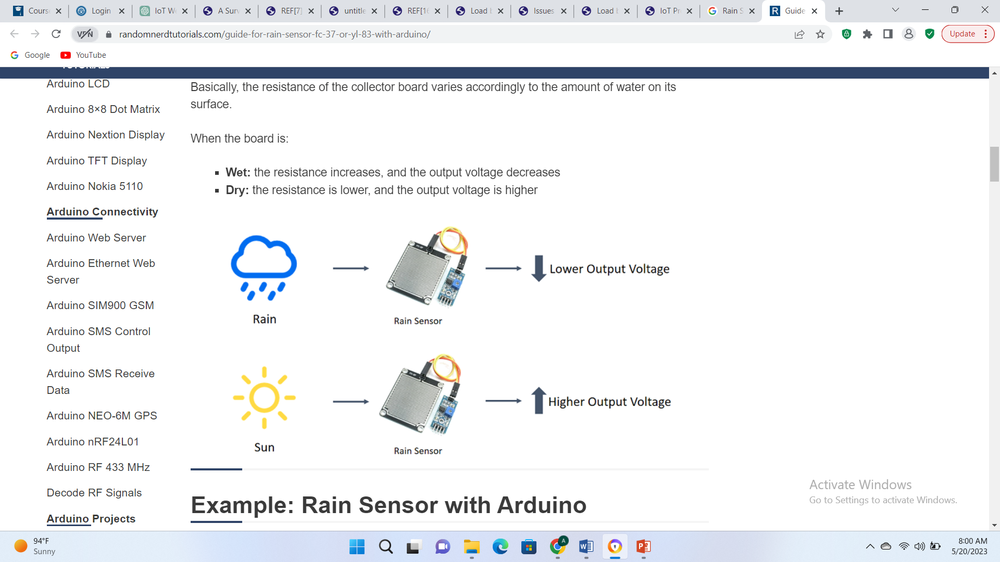 Cours
Login
IoT W
A Surv
REF[7]
untitle
REF[16
Load b
Issues
Load b
IoT Pr
Rain S
Guide
VPN
randomnerdtutorials.com/guide-for-rain-sensor-fc-37-or-yl-83-with-arduino/
Update
Google
YouTube
Arduino LCD
Arduino 8×8 Dot Matrix
Arduino Nextion Display
Arduino TFT Display
Arduino Nokia 5110
Arduino Connectivity
Arduino Web Server
Arduino Ethernet Web
Server
Arduino SIM900 GSM
Arduino SMS Control
Output
Arduino SMS Receive
Data
Arduino NEO-6M GPS
Arduino nRF24L01
Arduino RF 433 MHz
Decode RF Signals
Arduino Projects
Basically, the resistance of the collector board varies accordingly to the amount of water on its
surface.
When the board is:
▪ Wet: the resistance increases, and the output voltage decreases
▪ Dry: the resistance is lower, and the output voltage is higher
Rain
Rain Sensor
Lower Output Voltage
Sun
Rain Sensor
Higher Output Voltage
Example: Rain Sensor with Arduino
Activate Windows
Go to Settings to activate Windows.
94°F
Sunny
A
8:00 AM
5/20/2023